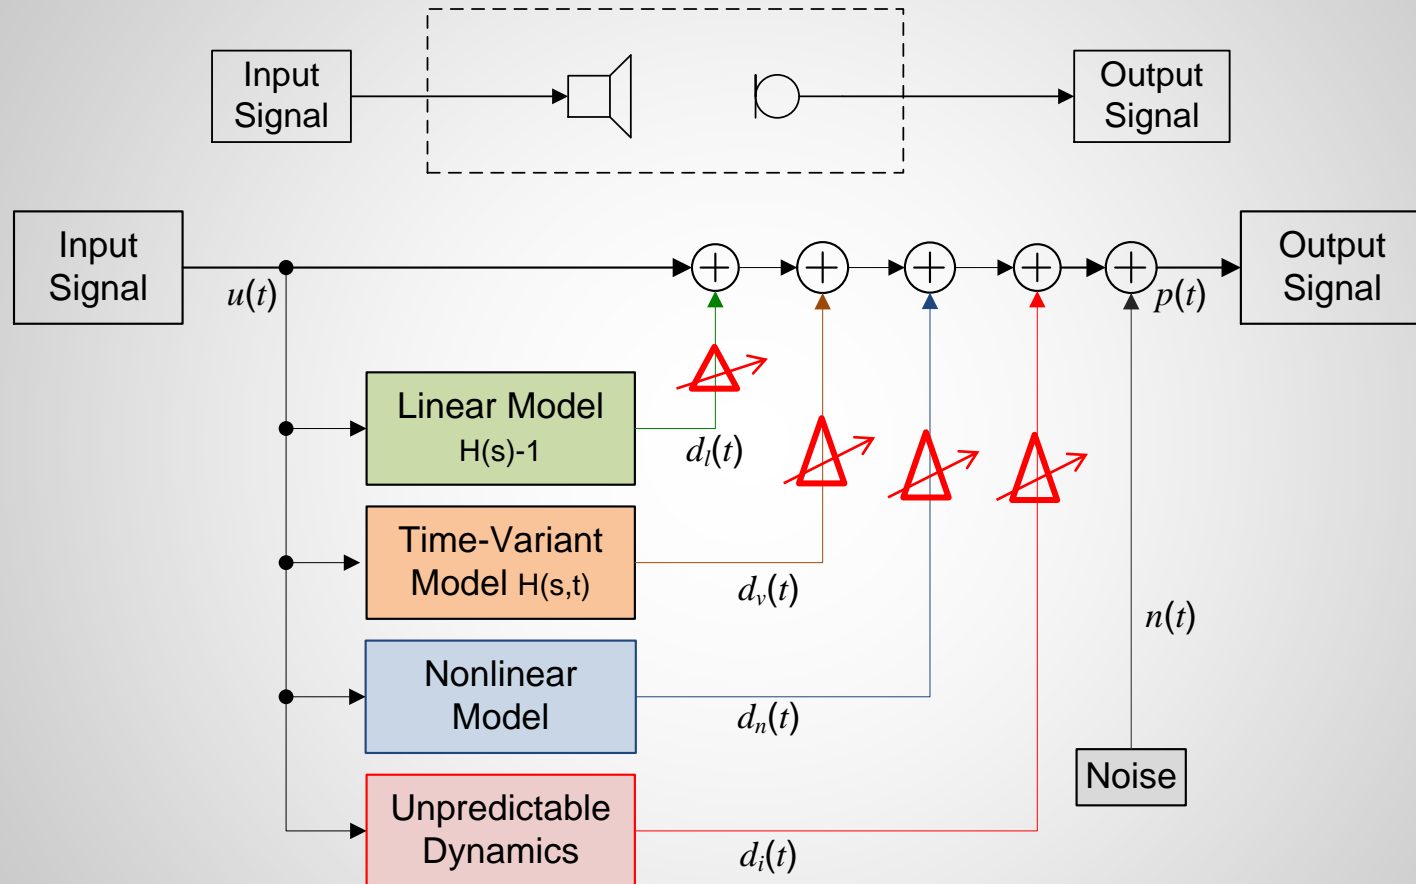 Input
Signal
Output
Signal
Input
Signal
u(t)
p(t)
Output
Signal
Linear Model
H(s)-1
d_l(t)
Time-Variant
Model H(s,t)
d_v(t)
n(t)
Nonlinear
Model
d_n(t)
Noise
Unpredictable
Dynamics
d_i(t)